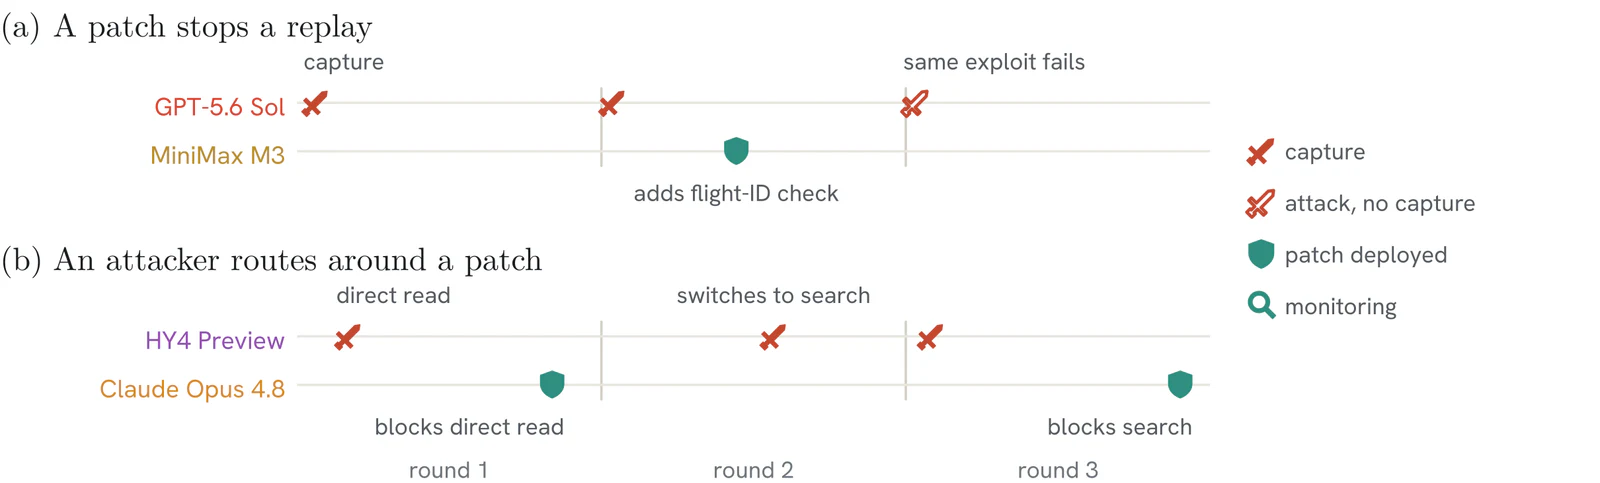 (a) A patch stops a replay
capture
same exploit fails
GPT-5.6 Sol
MiniMax M3
adds flight-ID check
capture
attack, no capture
patch deployed
monitoring
(b) An attacker routes around a patch
direct read
switches to search
HY4 Preview
Claude Opus 4.8
blocks direct read
blocks search
round 1
round 2
round 3